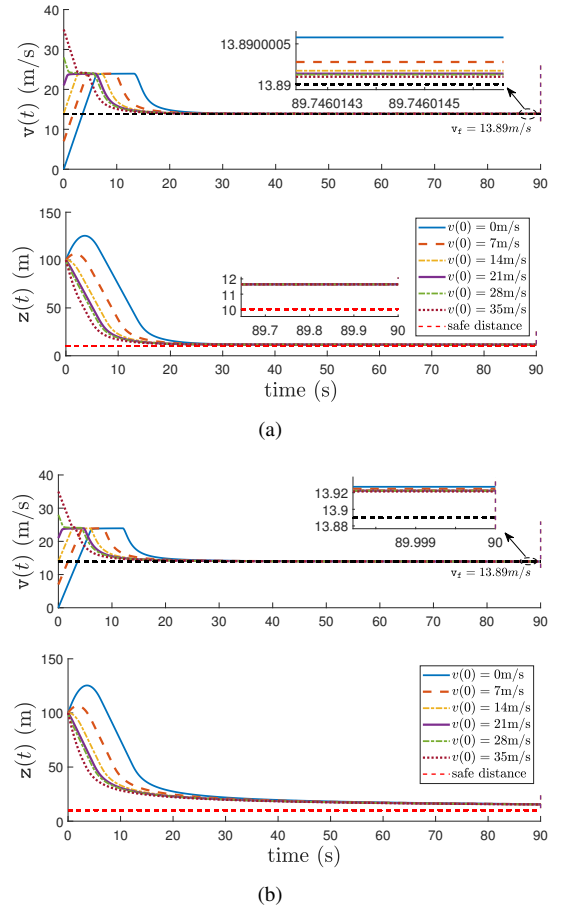 40
30
20
10
0
v(t) (m/s)
13.8900005
13.89
89.7460143
89.7460145
v_f = 13.89m/s
0 10 20 30 40 50 60 70 80 90
150
100
50
0
z(t) (m)
v(0) = 0m/s
v(0) = 7m/s
v(0) = 14m/s
v(0) = 21m/s
v(0) = 28m/s
v(0) = 35m/s
safe distance
12
11
10
89.7 89.8 89.9 90
0 10 20 30 40 50 60 70 80 90
time (s)
(a)
40
30
20
10
0
v(t) (m/s)
13.92
13.9
13.88
89.999 90
v_f = 13.89m/s
0 10 20 30 40 50 60 70 80 90
150
100
50
0
z(t) (m)
v(0) = 0m/s
v(0) = 7m/s
v(0) = 14m/s
v(0) = 21m/s
v(0) = 28m/s
v(0) = 35m/s
safe distance
0 10 20 30 40 50 60 70 80 90
time (s)
(b)